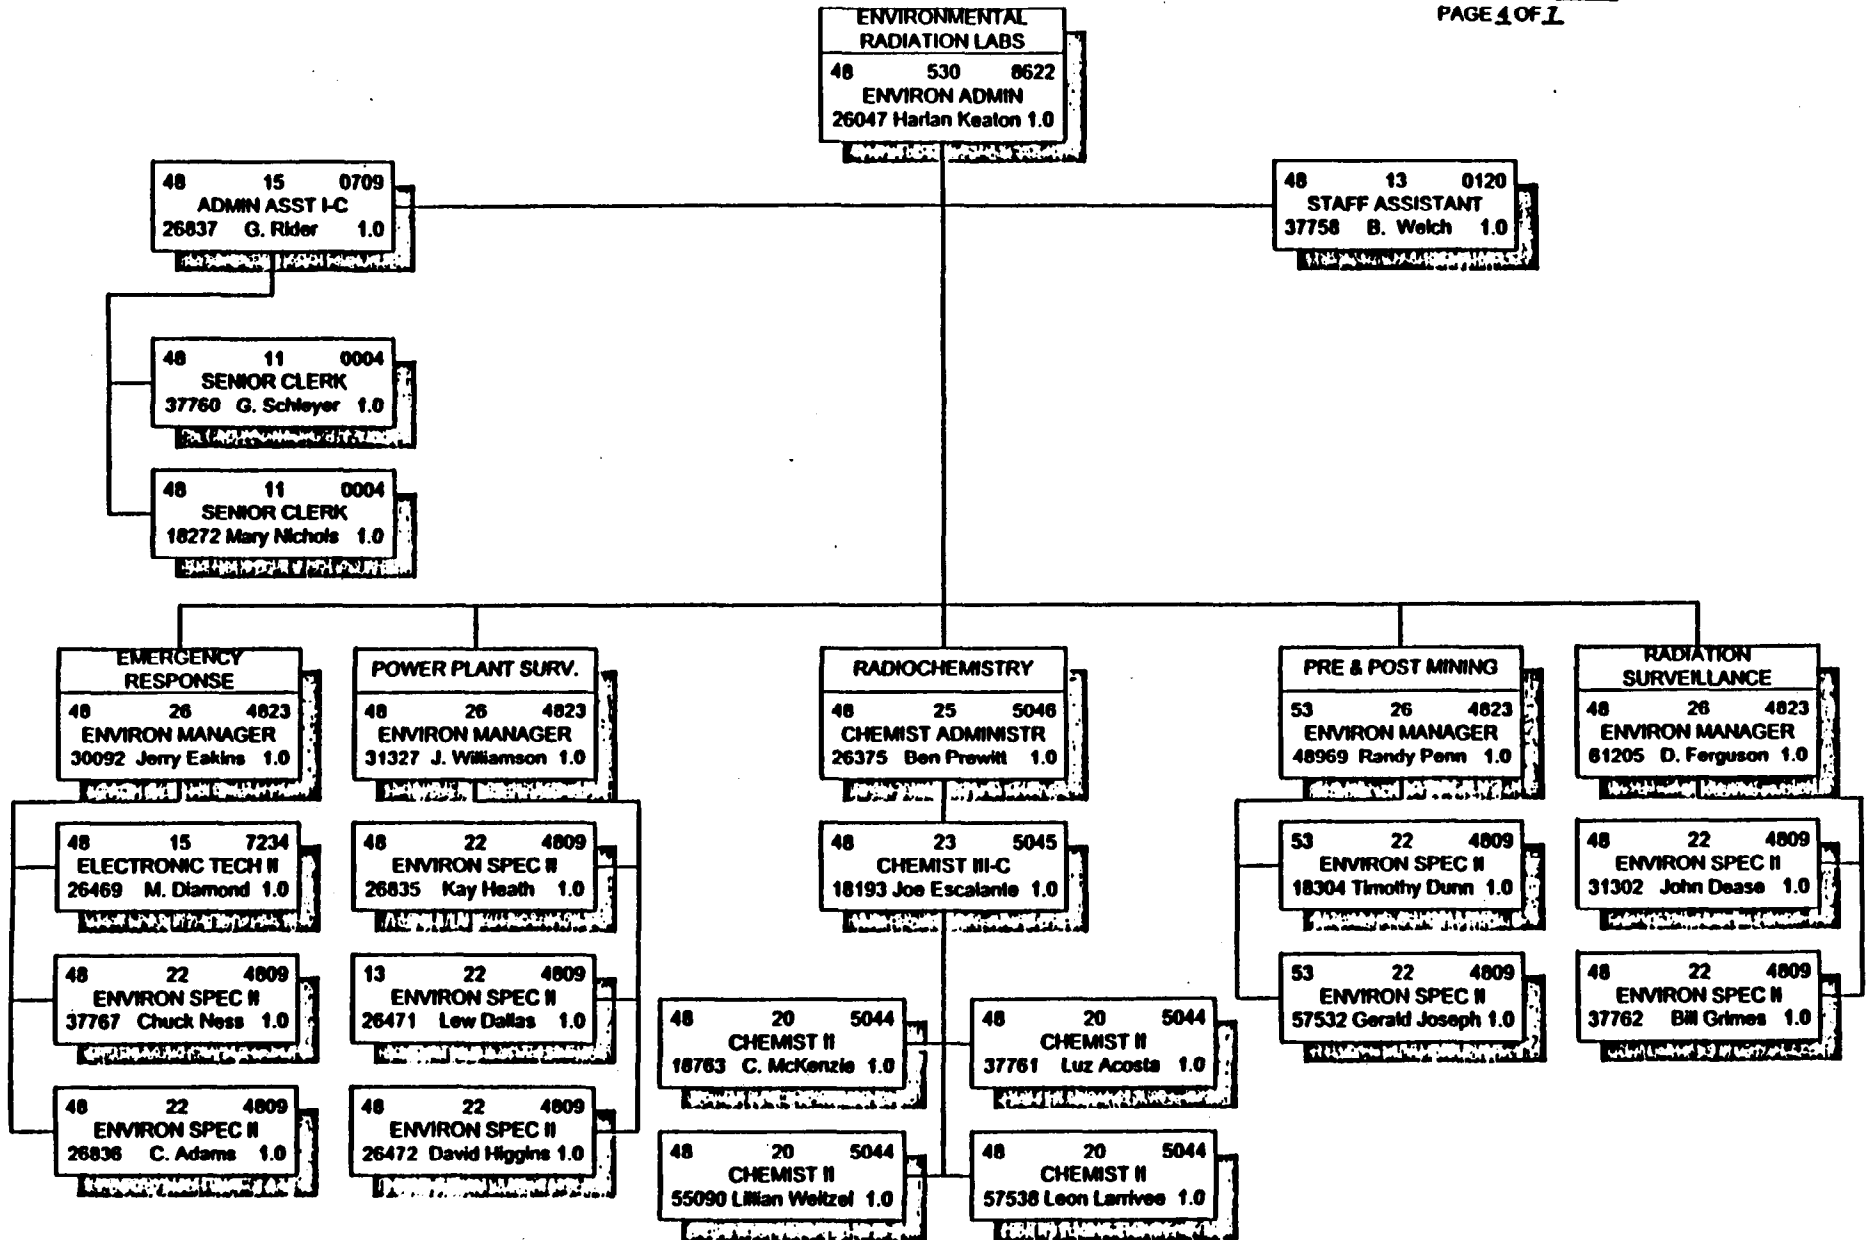 PAGE 4 OF 7
ENVIRONMENTAL
RADIATION LABS
48 530 8622
ENVIRON ADMIN
26047 Harlan Keaton 1.0
48 15 0709
ADMIN ASST I-C
26837 G. Rider 1.0
48 13 0120
STAFF ASSISTANT
37758 B. Welch 1.0
48 11 0004
SENIOR CLERK
37760 G. Schleyer 1.0
48 11 0004
SENIOR CLERK
18272 Mary Nichols 1.0
EMERGENCY
RESPONSE
48 26 4823
ENVIRON MANAGER
30092 Jerry Eakins 1.0
48 15 7234
ELECTRONIC TECH II
26469 M. Diamond 1.0
48 22 4809
ENVIRON SPEC II
37767 Chuck Ness 1.0
48 22 4809
ENVIRON SPEC II
26836 C. Adams 1.0
POWER PLANT SURV.
48 26 4823
ENVIRON MANAGER
31327 J. Williamson 1.0
48 22 4809
ENVIRON SPEC II
26835 Kay Heath 1.0
13 22 4809
ENVIRON SPEC II
26471 Lew Dallas 1.0
48 22 4809
ENVIRON SPEC II
26472 David Higgins 1.0
RADIOCHEMISTRY
48 25 5046
CHEMIST ADMINISTR
26375 Ben Prewitt 1.0
48 23 5045
CHEMIST III-C
18193 Joe Escalante 1.0
48 20 5044
CHEMIST II
18763 C. McKenzie 1.0
48 20 5044
CHEMIST II
37761 Luz Acosta 1.0
48 20 5044
CHEMIST II
55090 Lillian Weitzel 1.0
48 20 5044
CHEMIST II
57538 Leon Larrivee 1.0
PRE & POST MINING
53 26 4823
ENVIRON MANAGER
48969 Randy Penn 1.0
53 22 4809
ENVIRON SPEC II
18304 Timothy Dunn 1.0
53 22 4809
ENVIRON SPEC II
57532 Gerald Joseph 1.0
RADIATION
SURVEILLANCE
48 26 4823
ENVIRON MANAGER
61205 D. Ferguson 1.0
48 22 4809
ENVIRON SPEC II
31302 John Dease 1.0
48 22 4809
ENVIRON SPEC II
37762 Bill Grimes 1.0